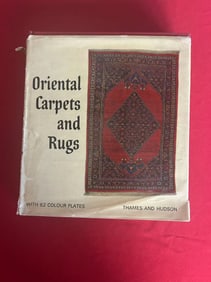 Oriental
Carpets
and
Rugs
WITH 62 COLOUR PLATES
THAMES AND HUDSON